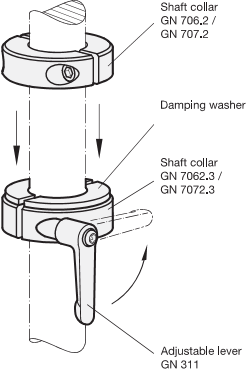 Shaft collar
GN 706.2 /
GN 707.2
Damping washer
Shaft collar
GN 7062.3 /
GN 7072.3
Adjustable lever
GN 311